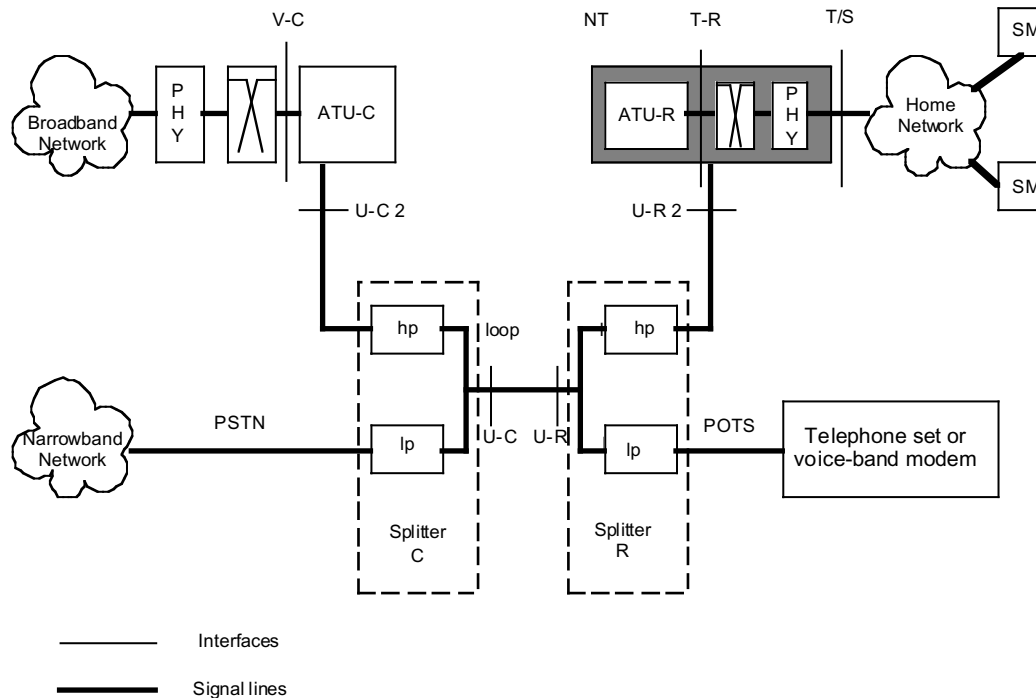 V-C
NT
T-R
T/S
SM
P
H
Y
ATU-C
ATU-R
P
H
Y
Broadband
Network
Home
Network
SM
U-C 2
U-R 2
hp
loop
hp
PSTN
U-C
U-R
POTS
Narrowband
Network
lp
lp
Telephone set or
voice-band modem
Splitter
C
Splitter
R
Interfaces
Signal lines